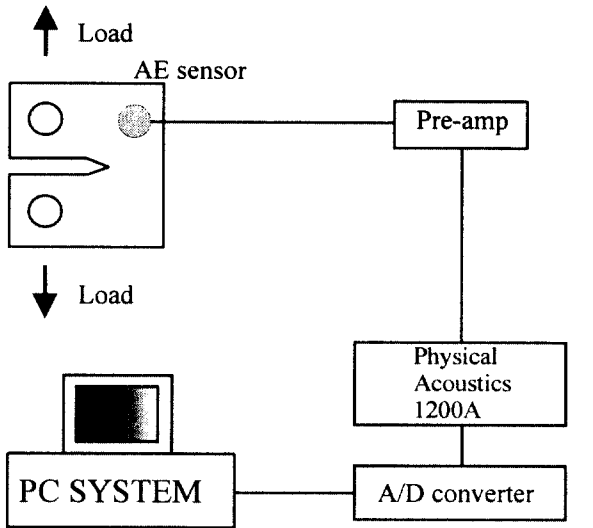 Load
AE sensor
Pre-amp
Load
Physical
Acoustics
1200A
PC SYSTEM
A/D converter